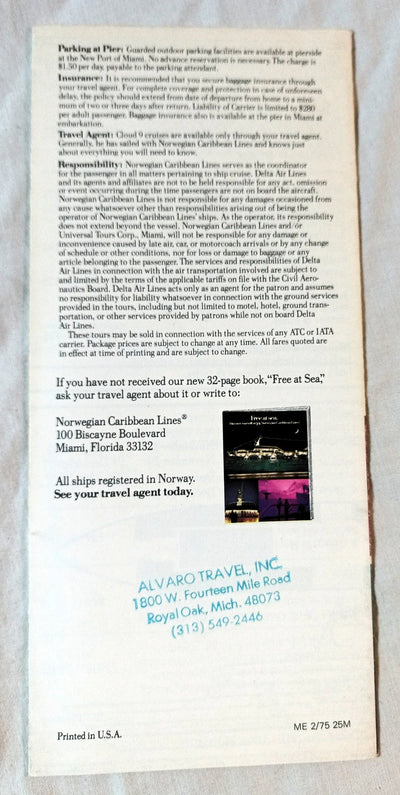 Parking at Pier: Guarded outdoor parking facilities are available at pierside
at the New Port of Miami. No advance reservation is necessary. The charge is
$1.50 per day, payable to the parking attendant.
Insurance: It is recommended that you secure baggage insurance through
your travel agent. For complete coverage and protection in case of unforeseen
delay, the policy should extend from date of departure from home to a mini-
mum of two or three days after return. Liability of Carrier is limited to $280
per adult passenger. Baggage insurance also is available at the pier in Miami at
embarkation.
Travel Agent: Cloud 9 cruises are available only through your travel agent.
Generally, he has sailed with Norwegian Caribbean Lines and knows just
about everything you will need to know.
Responsibility: Norwegian Caribbean Lines serves as the coordinator
for the passenger in all matters pertaining to ship cruise. Delta Air Lines
and its agents and affiliates are not to be held responsible for any act, omission
or event occurring during the time passengers are not on board the aircraft.
Norwegian Caribbean Lines is not responsible for any damages occasioned from
any cause whatsoever other than responsibilities arising out of being the
operator of Norwegian Caribbean Lines' ships. As the operator, its responsibility
does not extend beyond the vessel. Norwegian Caribbean Lines and/or
Universal Tours Corp., Miami, will not be responsible for any damage or
inconvenience caused by late air, car, or motorcoach arrivals or by any change
of schedule or other conditions, nor for loss or damage to baggage or any
article belonging to the passenger. The services and responsibilities of Delta
Air Lines in connection with the air transportation involved are subject to
and limited by the terms of the applicable tariffs on file with the Civil Aero-
nautics Board. Delta Air Lines acts only as an agent for the patron and assumes
no responsibility for liability whatsoever in connection with the ground services
provided in the tours, including but not limited to motel, hotel, ground trans-
portation, or other services provided by patrons while not on board Delta
Air Lines.
These tours may be sold in connection with the services of any ATC or IATA
carrier. Package prices are subject to change at any time. All fares quoted are
in effect at time of printing and are subject to change.
If you have not received our new 32-page book, "Free at Sea,"
ask your travel agent about it or write to:
Norwegian Caribbean Lines®
100 Biscayne Boulevard
Miami, Florida 33132
All ships registered in Norway.
See your travel agent today.
Free at sea.
ALVARO TRAVEL, INC.
1800 W. Fourteen Mile Road
Royal Oak, Mich. 48073
(313) 549-2446
Printed in U.S.A.
ME 2/75 25M